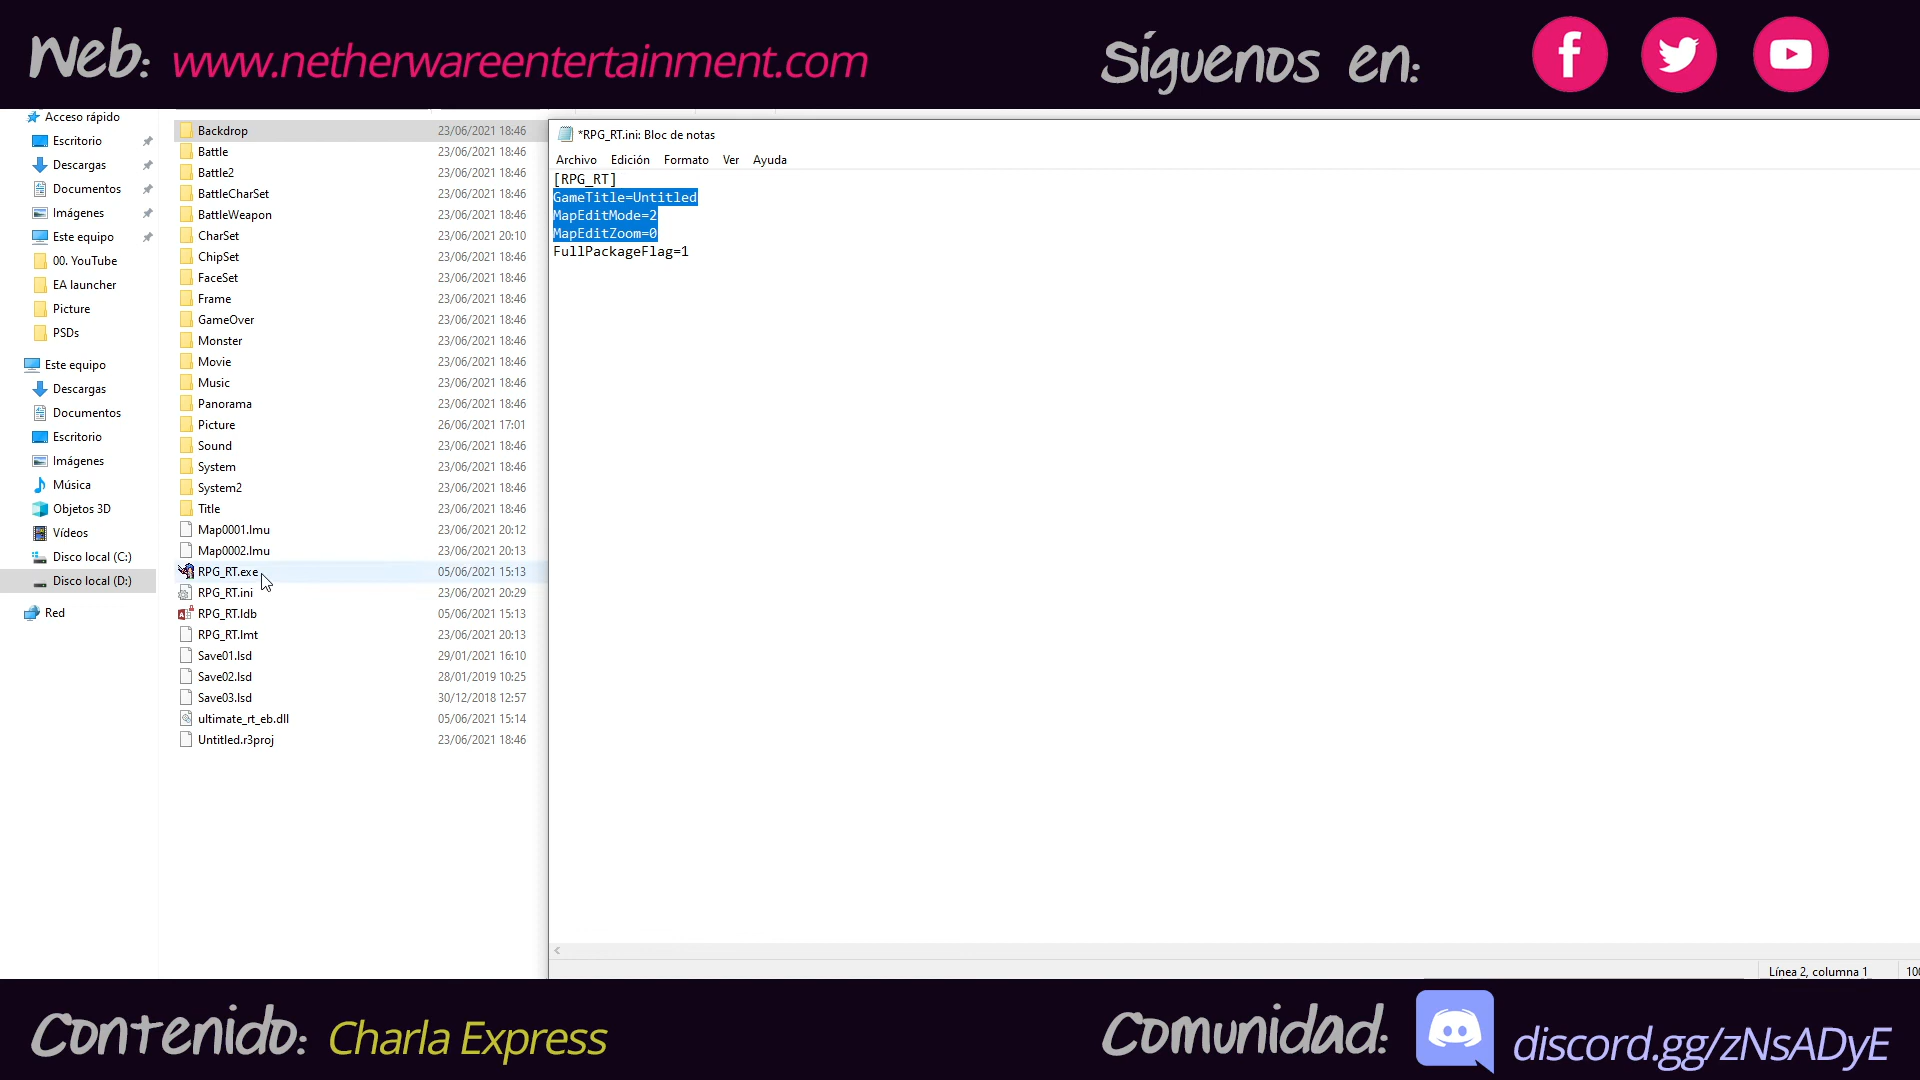 Web: www.netherwareentertainment.com
Síguenos en:
Acceso rápido
Escritorio
Descargas
Documentos
Imágenes
Este equipo
00. YouTube
EA launcher
Picture
PSDs
Este equipo
Descargas
Documentos
Escritorio
Imágenes
Música
Objetos 3D
Vídeos
Disco local (C:)
Disco local (D:)
Red
Backdrop 23/06/2021 18:46
Battle 23/06/2021 18:46
Battle2 23/06/2021 18:46
BattleCharSet 23/06/2021 18:46
BattleWeapon 23/06/2021 18:46
CharSet 23/06/2021 20:10
ChipSet 23/06/2021 18:46
FaceSet 23/06/2021 18:46
Frame 23/06/2021 18:46
GameOver 23/06/2021 18:46
Monster 23/06/2021 18:46
Movie 23/06/2021 18:46
Music 23/06/2021 18:46
Panorama 23/06/2021 18:46
Picture 26/06/2021 17:01
Sound 23/06/2021 18:46
System 23/06/2021 18:46
System2 23/06/2021 18:46
Title 23/06/2021 18:46
Map0001.lmu 23/06/2021 20:12
Map0002.lmu 23/06/2021 20:13
RPG_RT.exe 05/06/2021 15:13
RPG_RT.ini 23/06/2021 20:29
RPG_RT.ldb 05/06/2021 15:13
RPG_RT.lmt 23/06/2021 20:13
Save01.lsd 29/01/2021 16:10
Save02.lsd 28/01/2019 10:25
Save03.lsd 30/12/2018 12:57
ultimate_rt_eb.dll 05/06/2021 15:14
Untitled.r3proj 23/06/2021 18:46
*RPG_RT.ini: Bloc de notas
Archivo Edición Formato Ver Ayuda
[RPG_RT]
GameTitle=Untitled
MapEditMode=2
MapEditZoom=0
FullPackageFlag=1
Línea 2, columna 1
Contenido: Charla Express
Comunidad: discord.gg/zNsADyE